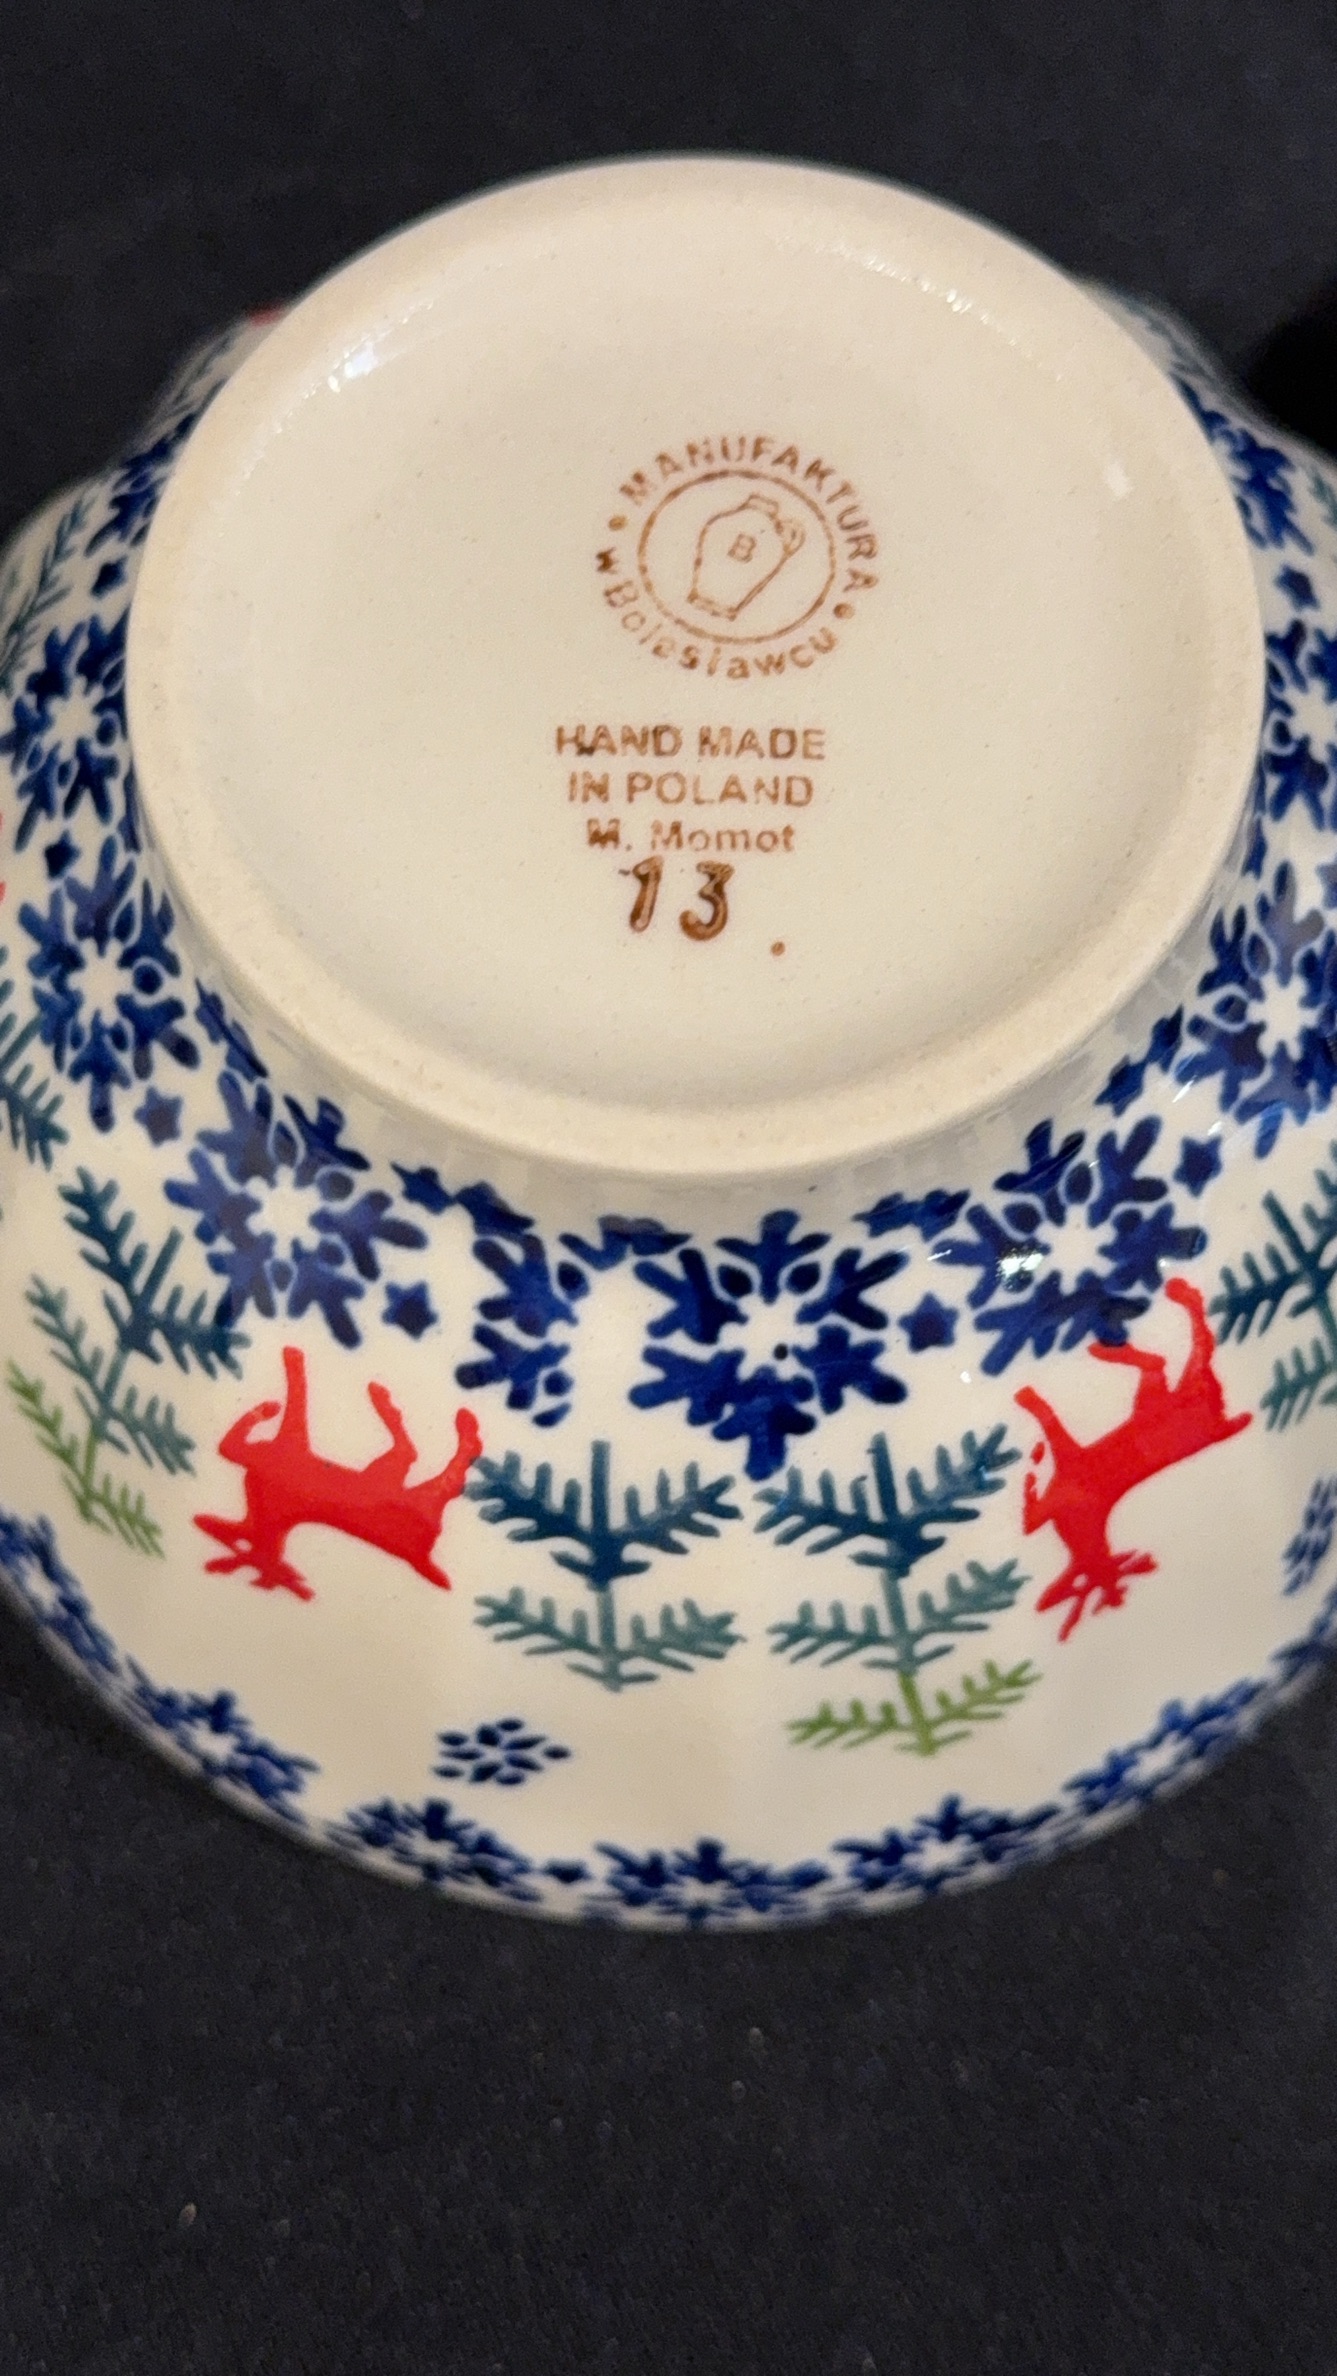 MANUFAKTURA
w Bolesławcu
B
HAND MADE
IN POLAND
M. Momot
13.